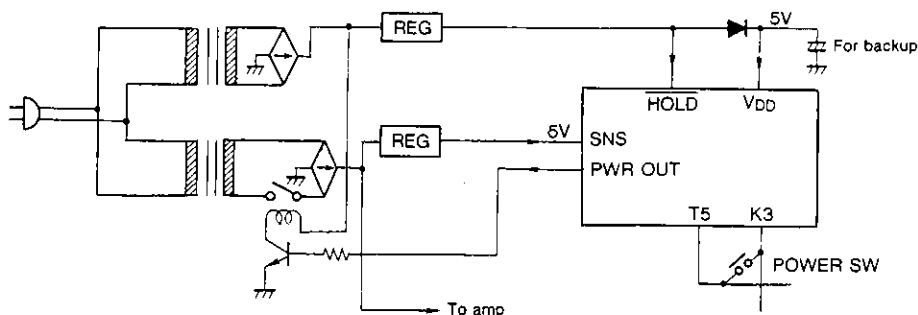 REG
5V
For backup
HOLD
VDD
REG
5V
SNS
PWR OUT
T5
K3
POWER SW
To amp